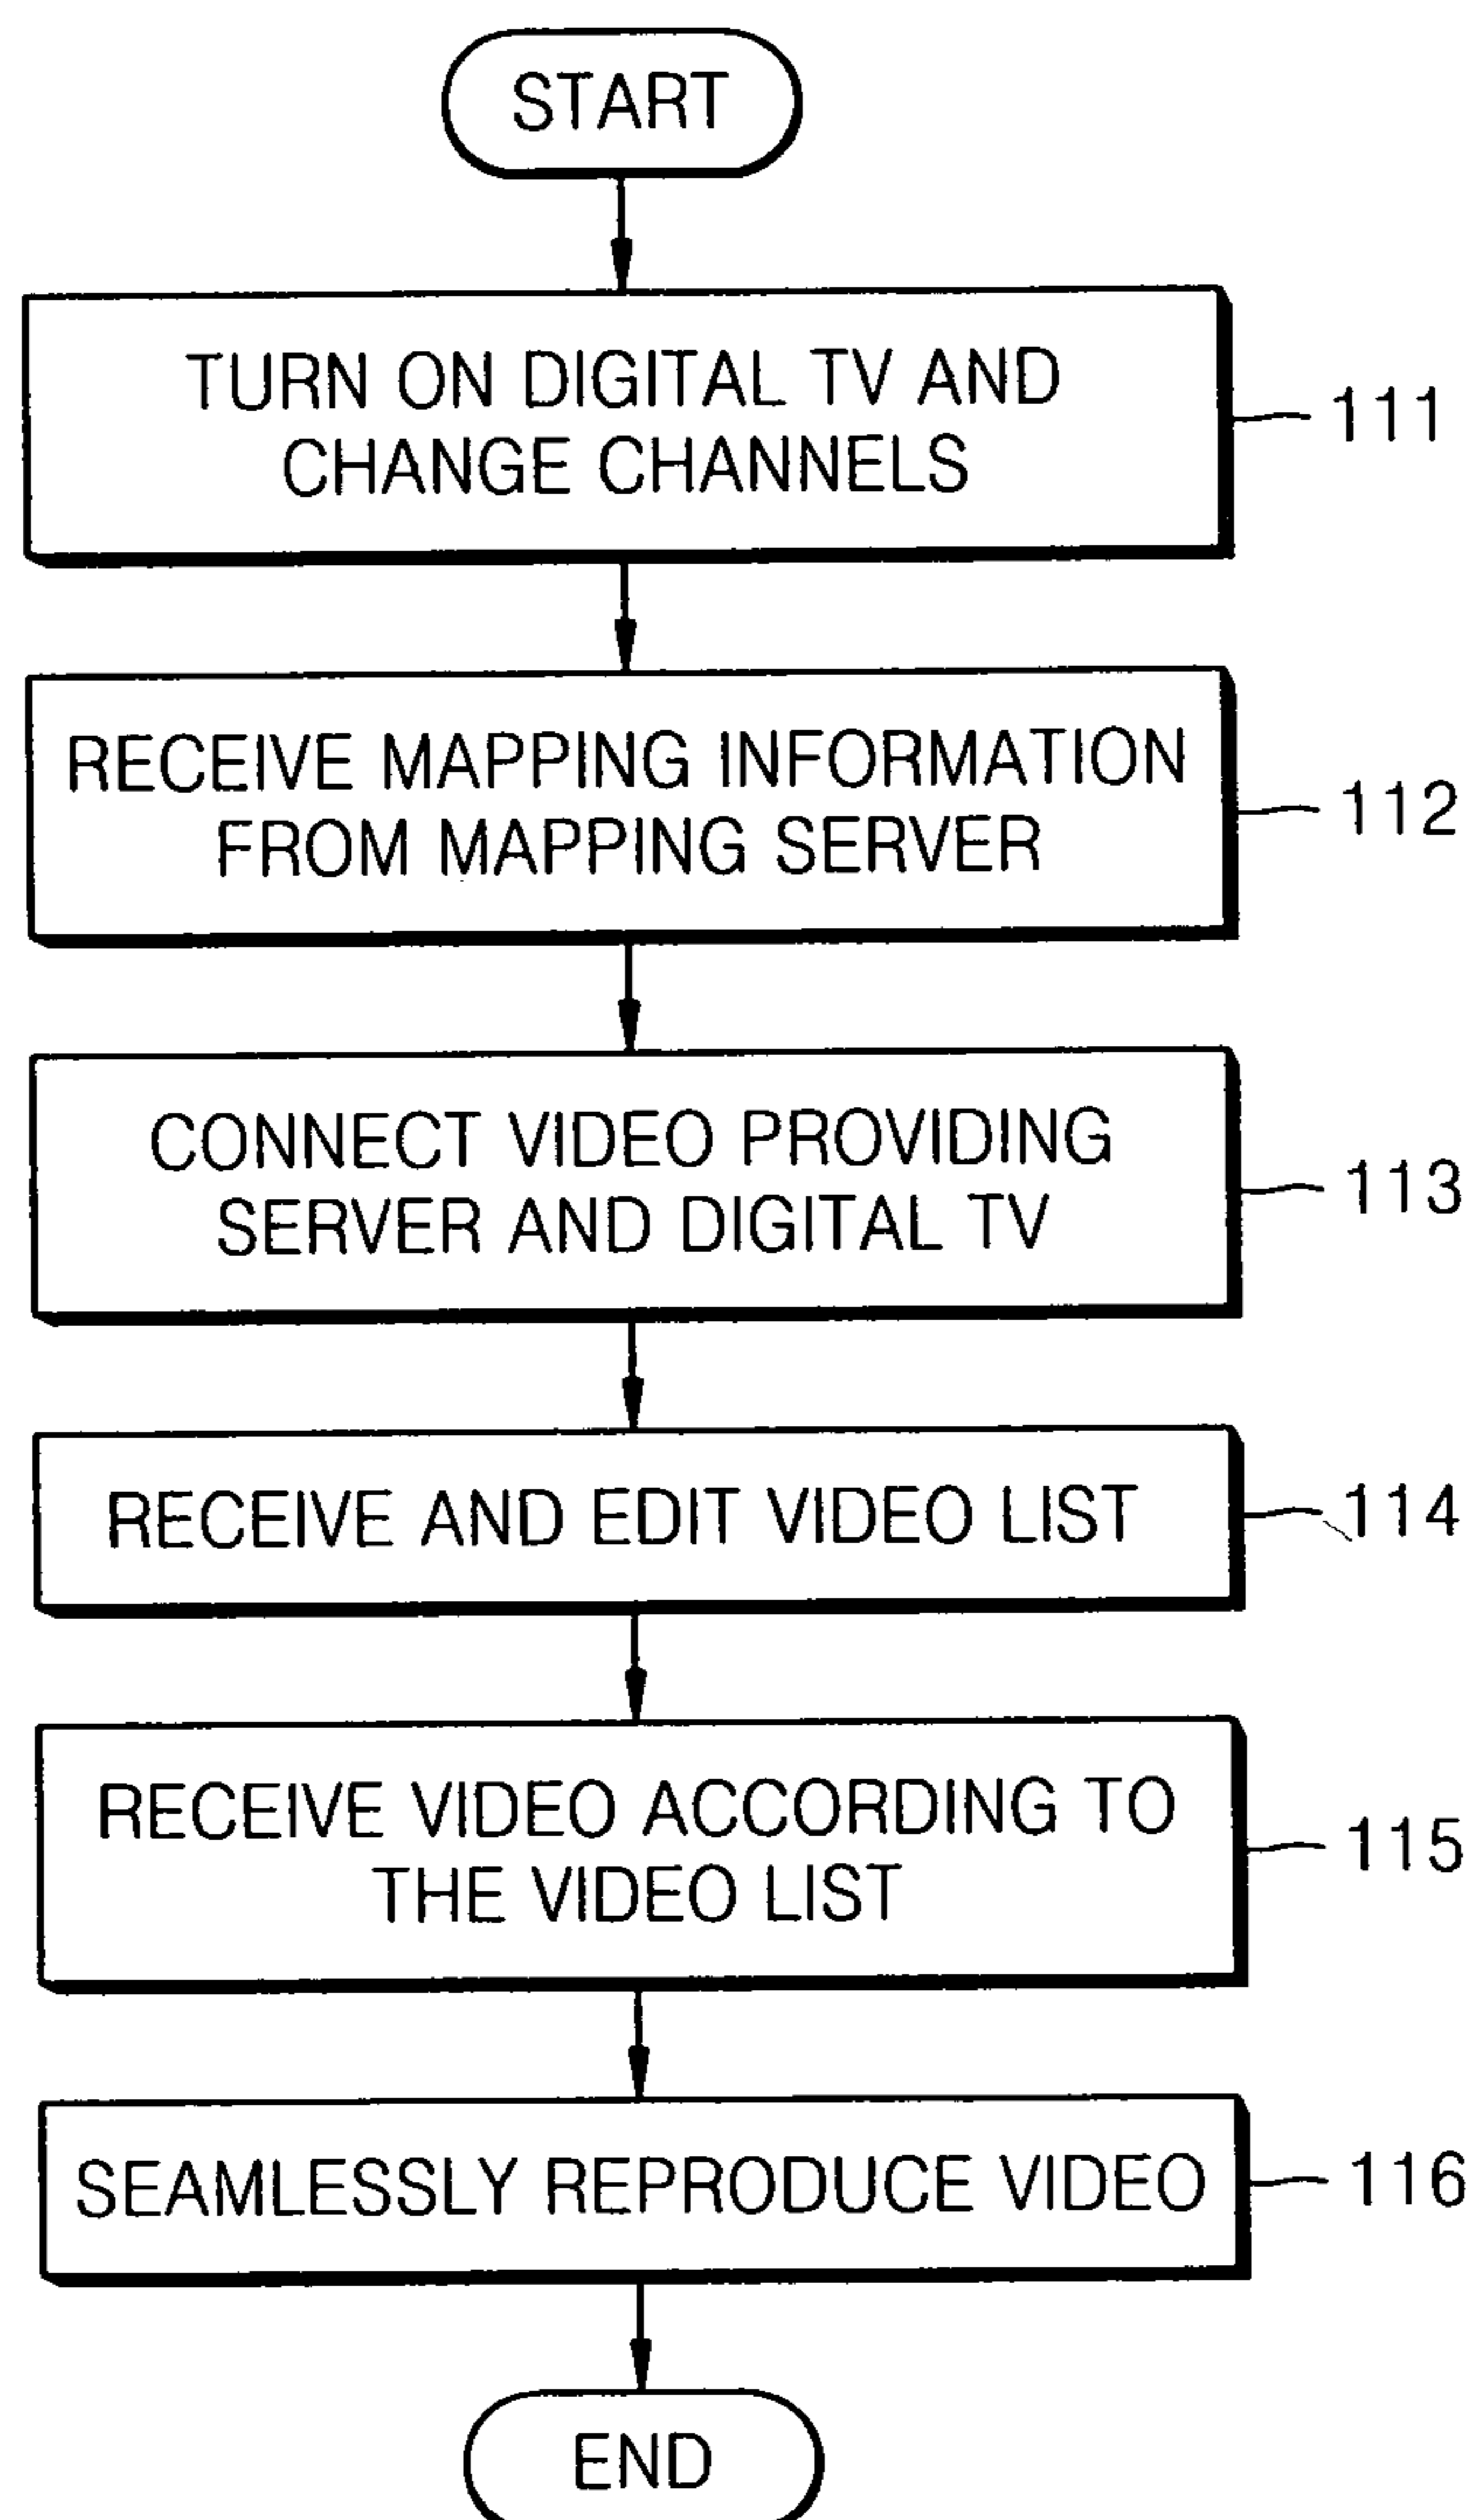 START
TURN ON DIGITAL TV AND
CHANGE CHANNELS
111
RECEIVE MAPPING INFORMATION
FROM MAPPING SERVER
112
CONNECT VIDEO PROVIDING
SERVER AND DIGITAL TV
113
RECEIVE AND EDIT VIDEO LIST
114
RECEIVE VIDEO ACCORDING TO
THE VIDEO LIST
115
SEAMLESSLY REPRODUCE VIDEO
116
END